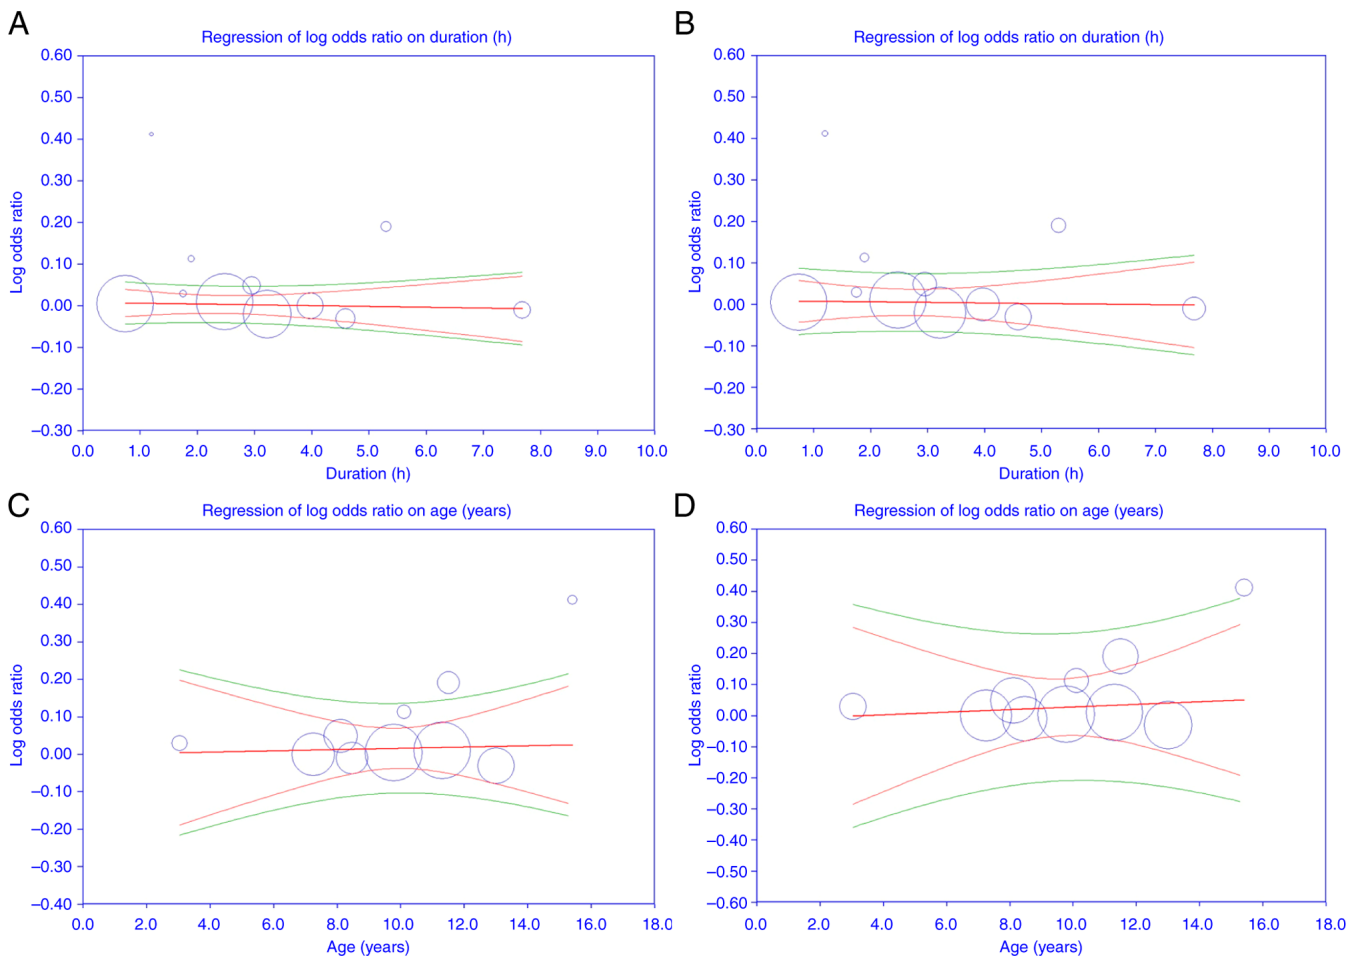 A
Regression of log odds ratio on duration (h)
0.60
0.50
0.40
0.30
0.20
0.10
0.00
–0.10
–0.20
–0.30
Log odds ratio
0.0 1.0 2.0 3.0 4.0 5.0 6.0 7.0 8.0 9.0 10.0
Duration (h)
B
Regression of log odds ratio on duration (h)
0.60
0.50
0.40
0.30
0.20
0.10
0.00
–0.10
–0.20
–0.30
Log odds ratio
0.0 1.0 2.0 3.0 4.0 5.0 6.0 7.0 8.0 9.0 10.0
Duration (h)
C
Regression of log odds ratio on age (years)
0.60
0.50
0.40
0.30
0.20
0.10
0.00
–0.10
–0.20
–0.30
–0.40
Log odds ratio
0.0 2.0 4.0 6.0 8.0 10.0 12.0 14.0 16.0 18.0
Age (years)
D
Regression of log odds ratio on age (years)
0.60
0.50
0.40
0.30
0.20
0.10
0.00
–0.10
–0.20
–0.30
–0.40
–0.50
–0.60
Log odds ratio
0.0 2.0 4.0 6.0 8.0 10.0 12.0 14.0 16.0 18.0
Age (years)